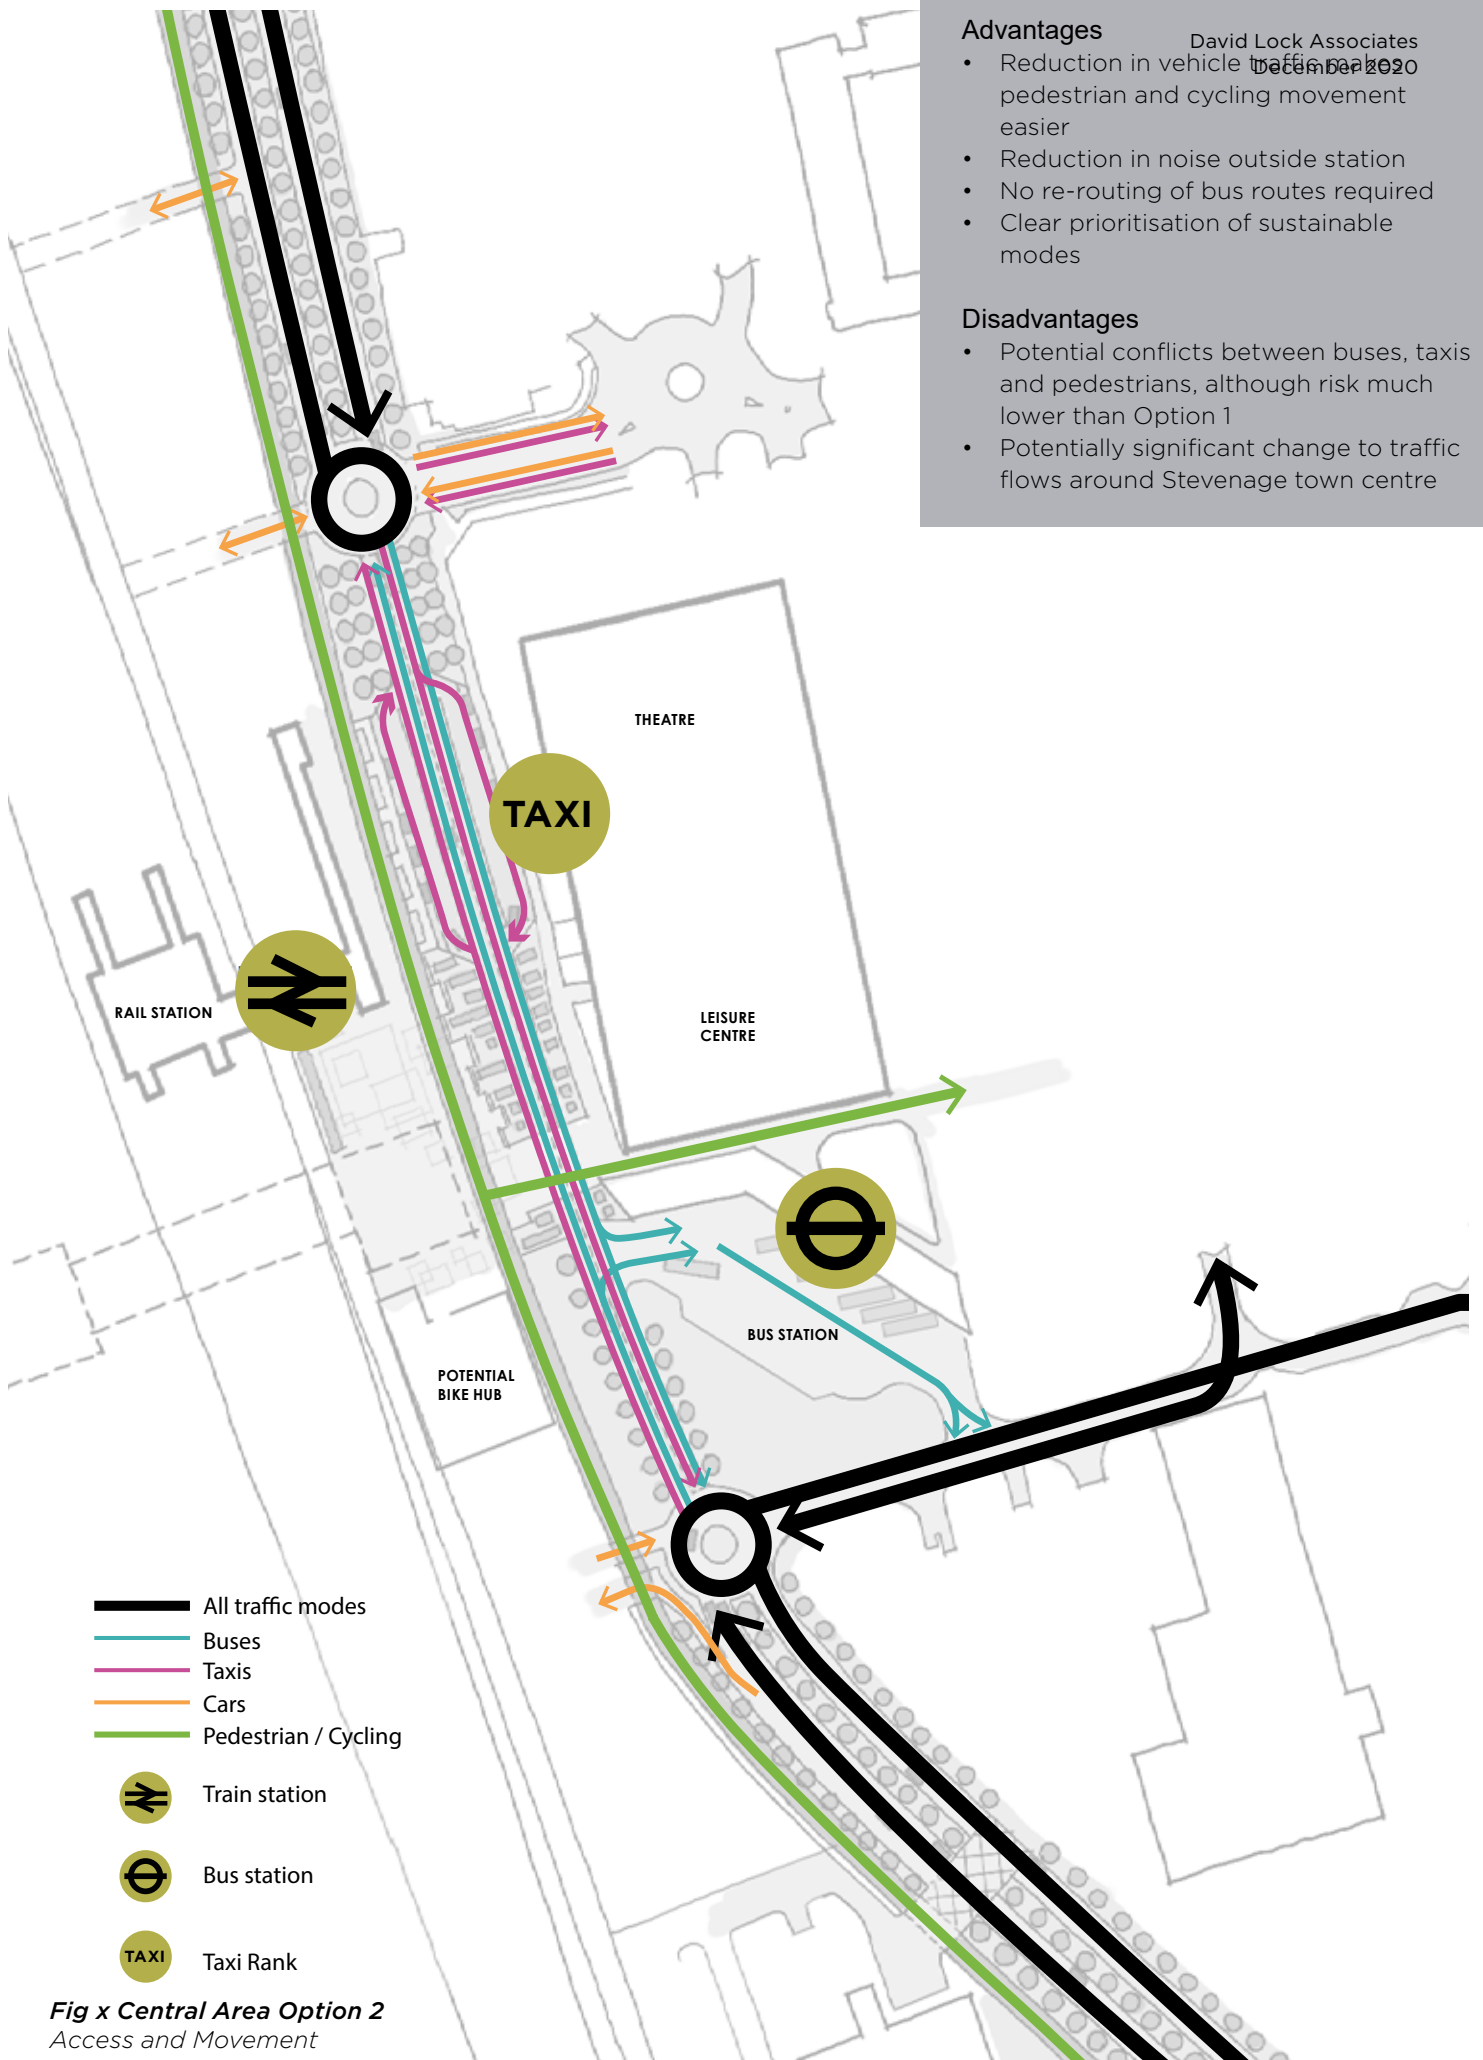 Advantages
David Lock Associates
December 2020
• Reduction in vehicle traffic makes
pedestrian and cycling movement
easier
• Reduction in noise outside station
• No re-routing of bus routes required
• Clear prioritisation of sustainable
modes
Disadvantages
• Potential conflicts between buses, taxis
and pedestrians, although risk much
lower than Option 1
• Potentially significant change to traffic
flows around Stevenage town centre
THEATRE
TAXI
RAIL STATION
LEISURE
CENTRE
BUS STATION
POTENTIAL
BIKE HUB
All traffic modes
Buses
Taxis
Cars
Pedestrian / Cycling
Train station
Bus station
TAXI
Taxi Rank
Fig x Central Area Option 2
Access and Movement